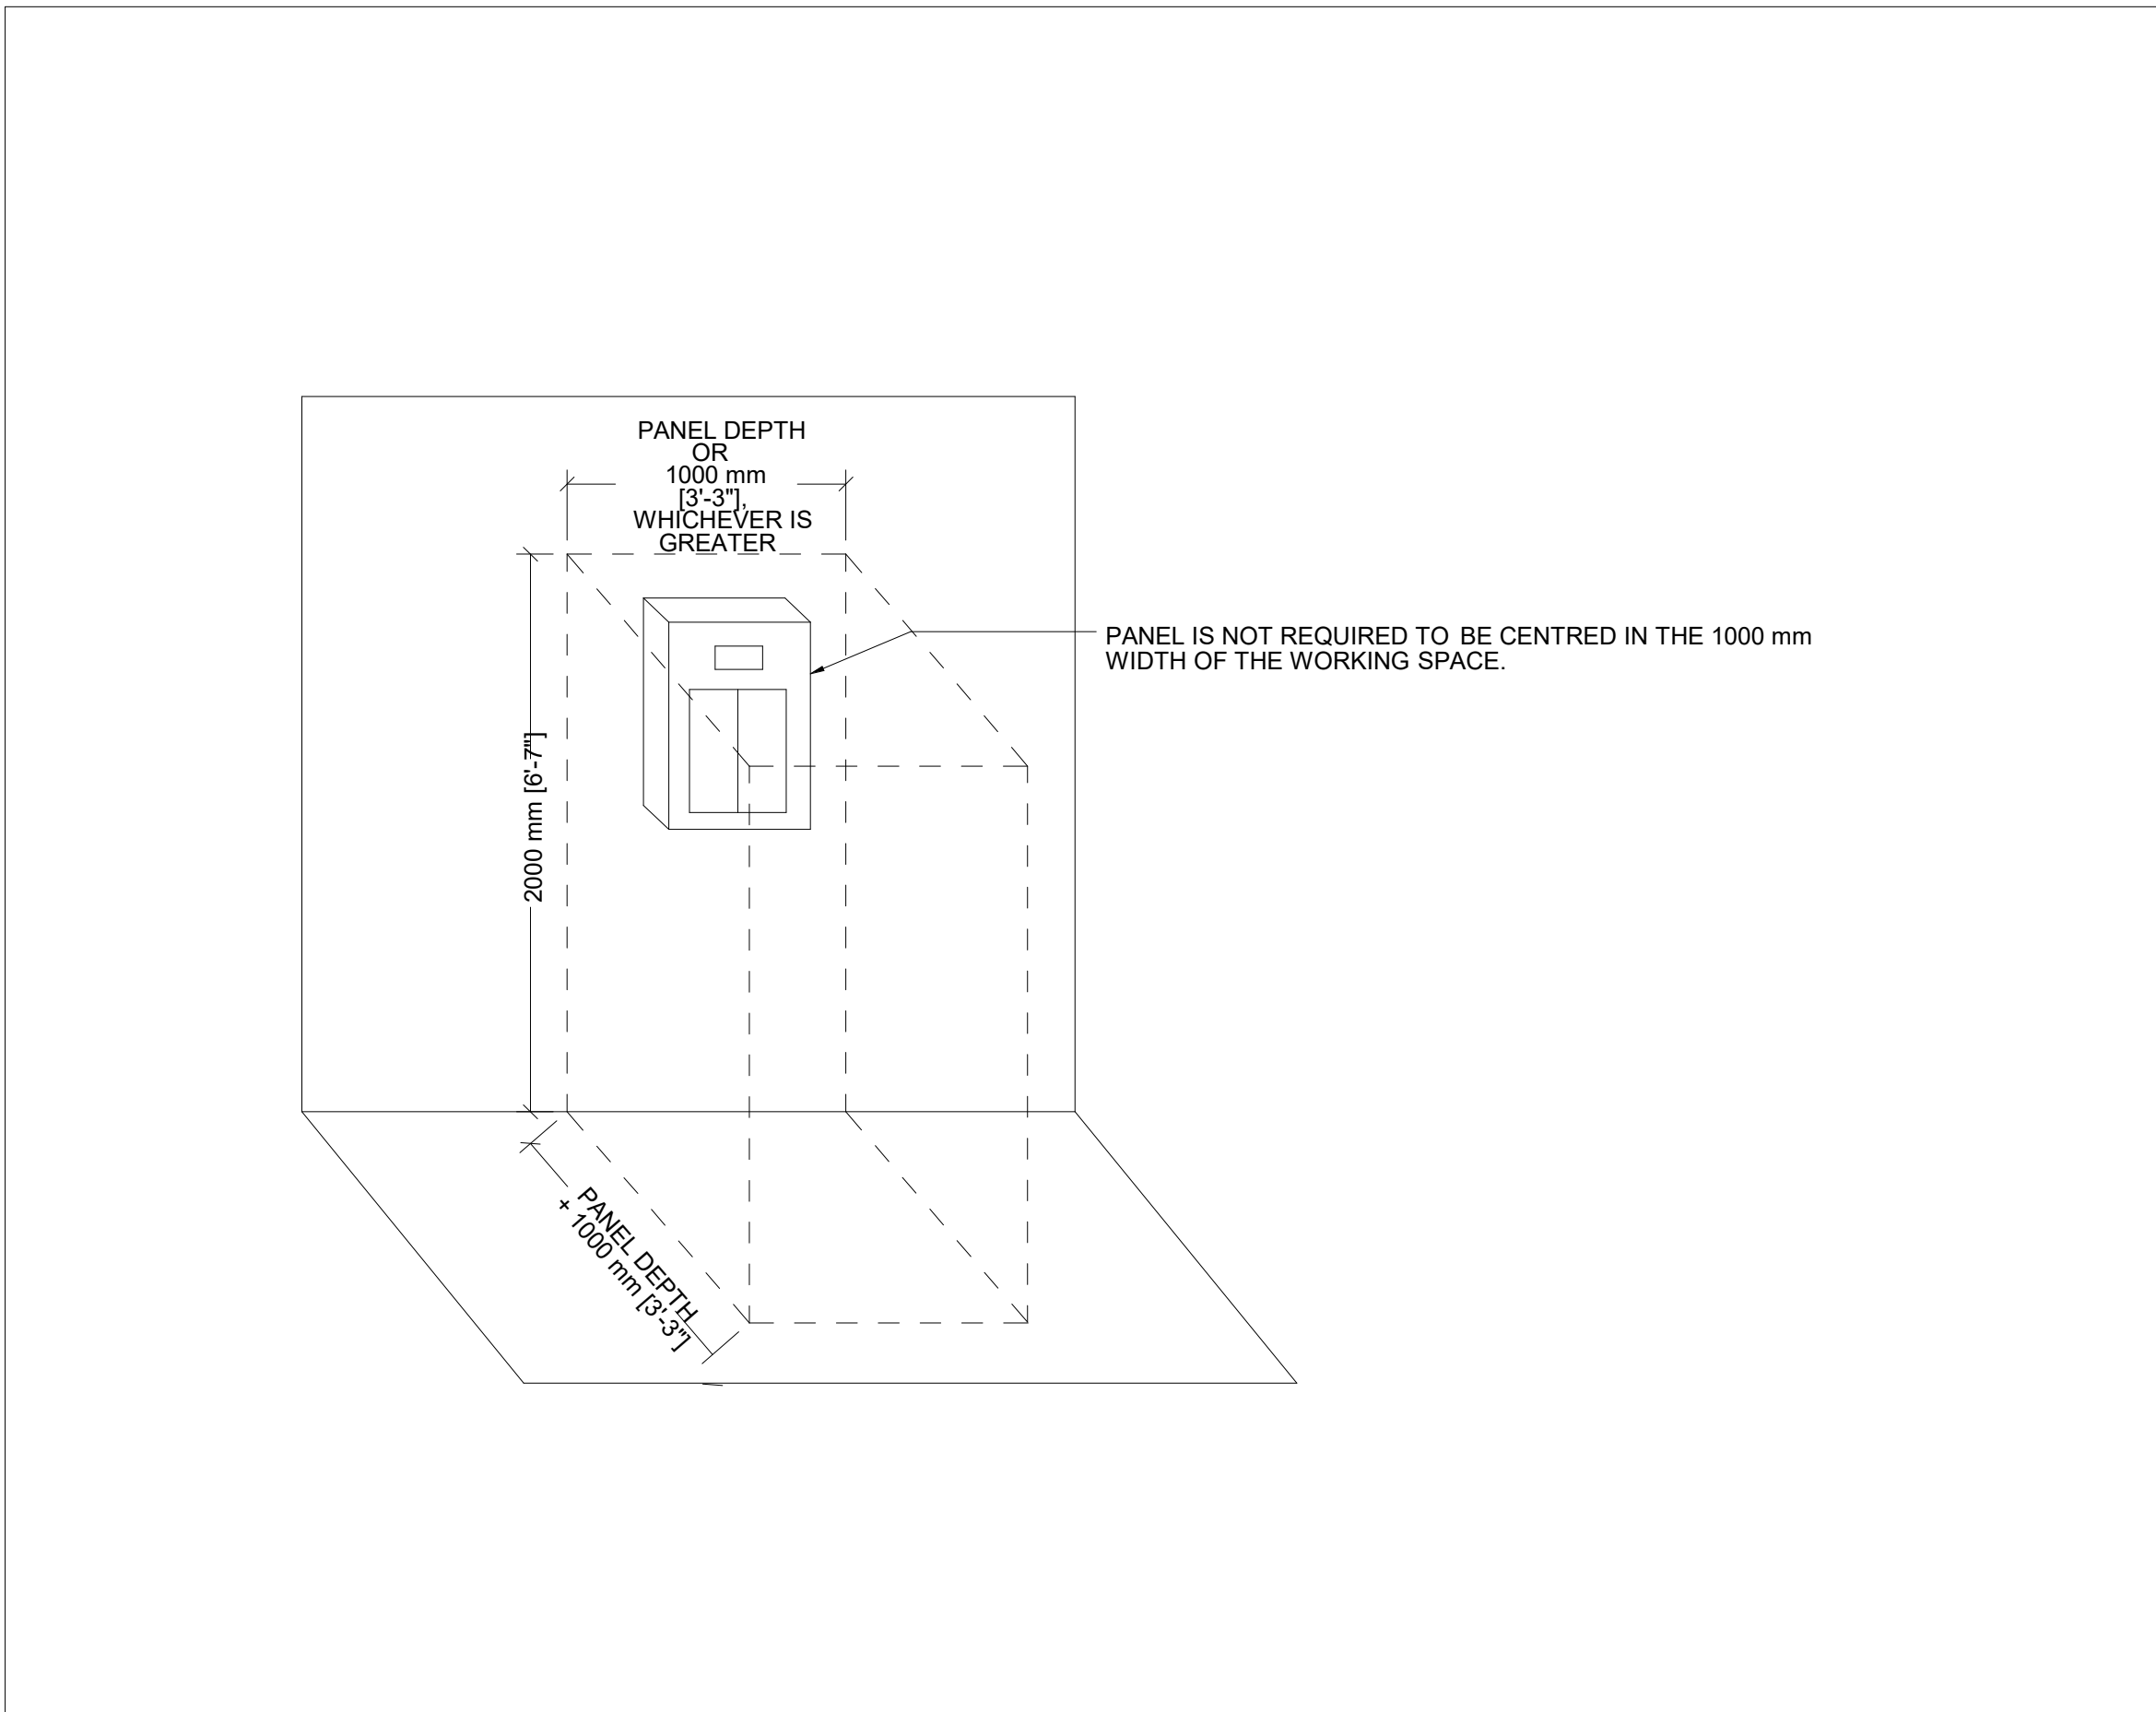 PANEL DEPTH
OR
1000 mm
[3'-3"],
WHICHEVER IS
GREATER
PANEL IS NOT REQUIRED TO BE CENTRED IN THE 1000 mm
WIDTH OF THE WORKING SPACE.
2000 mm [6'-7"]
PANEL DEPTH
+ 1000 mm [3'-3"]